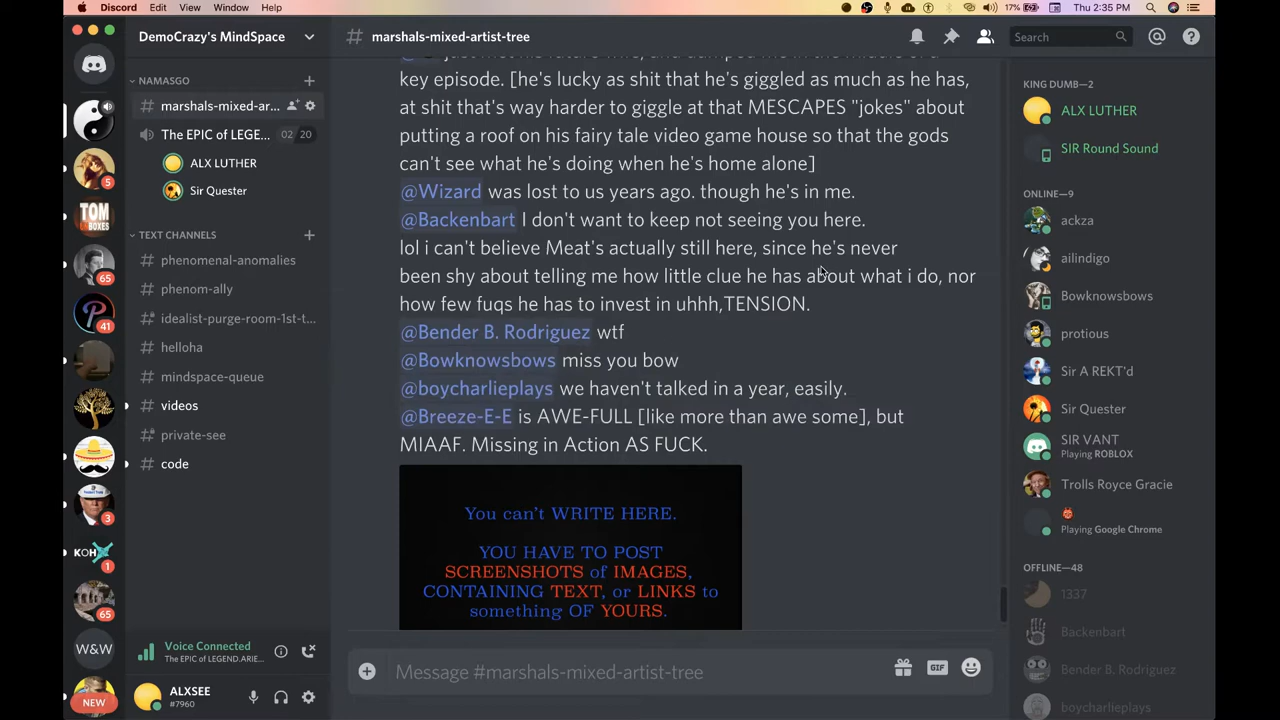 Discord Edit View Window Help
17% Thu 2:35 PM
DemoCrazy's MindSpace
# marshals-mixed-artist-tree
Search
NAMASGO
# marshals-mixed-ar...
The EPIC of LEGE... 02 20
ALX LUTHER
Sir Quester
TEXT CHANNELS
# phenomenal-anomalies
# phenom-ally
# idealist-purge-room-1st-t...
# helloha
# mindspace-queue
# videos
# private-see
# code
5
TOM
BOXES
65
41
3
KOH
1
65
W&W
NEW
Voice Connected
The EPIC of LEGEND.ARIE...
ALXSEE
#7960
key episode. [he's lucky as shit that he's giggled as much as he has,
at shit that's way harder to giggle at that MESCAPES "jokes" about
putting a roof on his fairy tale video game house so that the gods
can't see what he's doing when he's home alone]
@Wizard was lost to us years ago. though he's in me.
@Backenbart I don't want to keep not seeing you here.
lol i can't believe Meat's actually still here, since he's never
been shy about telling me how little clue he has about what i do, nor
how few fuqs he has to invest in uhhh,TENSION.
@Bender B. Rodriguez wtf
@Bowknowsbows miss you bow
@boycharlieplays we haven't talked in a year, easily.
@Breeze-E-E is AWE-FULL [like more than awe some], but
MIAAF. Missing in Action AS FUCK.
You can't WRITE HERE.
YOU HAVE TO POST
SCREENSHOTS of IMAGES,
CONTAINING TEXT, or LINKS to
something OF YOURS.
Message #marshals-mixed-artist-tree
GIF
KING DUMB—2
ALX LUTHER
SIR Round Sound
ONLINE—9
ackza
ailindigo
Bowknowsbows
protious
Sir A REKT'd
Sir Quester
SIR VANT
Playing ROBLOX
Trolls Royce Gracie
Playing Google Chrome
OFFLINE—48
1337
Backenbart
Bender B. Rodriguez
boycharlieplays